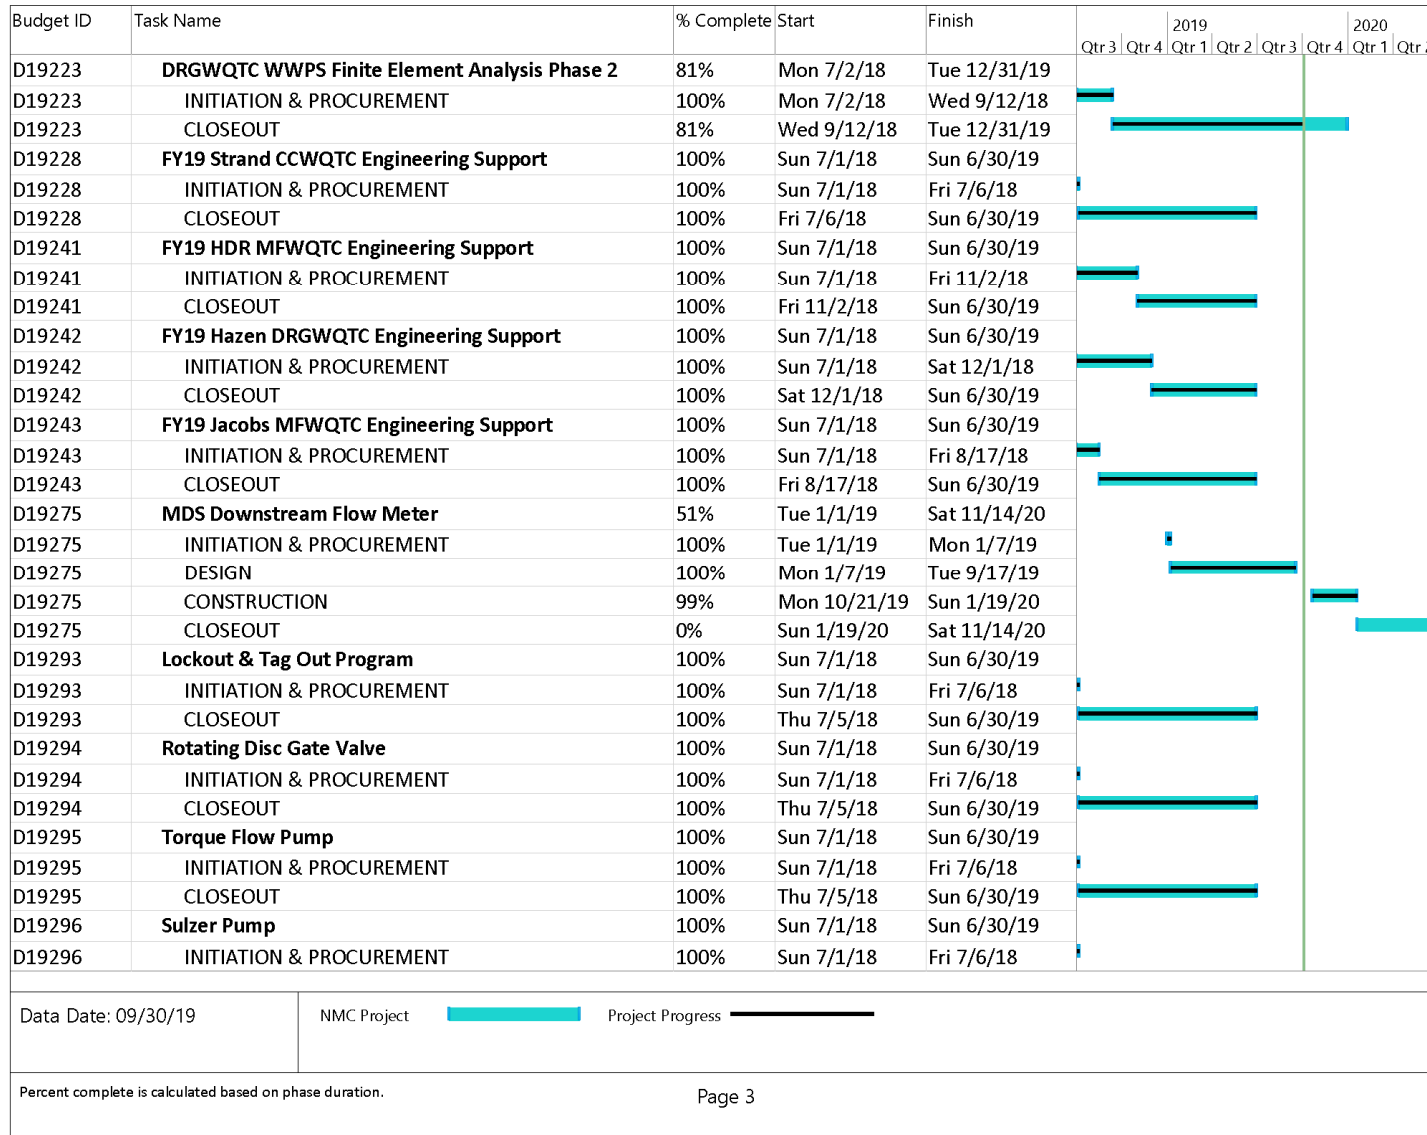 Budget ID Task Name % Complete Start Finish 2019 2020
Qtr 3 Qtr 4 Qtr 1 Qtr 2 Qtr 3 Qtr 4 Qtr 1 Qtr 2
D19223 DRGWQTC WWPS Finite Element Analysis Phase 2 81% Mon 7/2/18 Tue 12/31/19
D19223 INITIATION & PROCUREMENT 100% Mon 7/2/18 Wed 9/12/18
D19223 CLOSEOUT 81% Wed 9/12/18 Tue 12/31/19
D19228 FY19 Strand CCWQTC Engineering Support 100% Sun 7/1/18 Sun 6/30/19
D19228 INITIATION & PROCUREMENT 100% Sun 7/1/18 Fri 7/6/18
D19228 CLOSEOUT 100% Fri 7/6/18 Sun 6/30/19
D19241 FY19 HDR MFWQTC Engineering Support 100% Sun 7/1/18 Sun 6/30/19
D19241 INITIATION & PROCUREMENT 100% Sun 7/1/18 Fri 11/2/18
D19241 CLOSEOUT 100% Fri 11/2/18 Sun 6/30/19
D19242 FY19 Hazen DRGWQTC Engineering Support 100% Sun 7/1/18 Sun 6/30/19
D19242 INITIATION & PROCUREMENT 100% Sun 7/1/18 Sat 12/1/18
D19242 CLOSEOUT 100% Sat 12/1/18 Sun 6/30/19
D19243 FY19 Jacobs MFWQTC Engineering Support 100% Sun 7/1/18 Sun 6/30/19
D19243 INITIATION & PROCUREMENT 100% Sun 7/1/18 Fri 8/17/18
D19243 CLOSEOUT 100% Fri 8/17/18 Sun 6/30/19
D19275 MDS Downstream Flow Meter 51% Tue 1/1/19 Sat 11/14/20
D19275 INITIATION & PROCUREMENT 100% Tue 1/1/19 Mon 1/7/19
D19275 DESIGN 100% Mon 1/7/19 Tue 9/17/19
D19275 CONSTRUCTION 99% Mon 10/21/19 Sun 1/19/20
D19275 CLOSEOUT 0% Sun 1/19/20 Sat 11/14/20
D19293 Lockout & Tag Out Program 100% Sun 7/1/18 Sun 6/30/19
D19293 INITIATION & PROCUREMENT 100% Sun 7/1/18 Fri 7/6/18
D19293 CLOSEOUT 100% Thu 7/5/18 Sun 6/30/19
D19294 Rotating Disc Gate Valve 100% Sun 7/1/18 Sun 6/30/19
D19294 INITIATION & PROCUREMENT 100% Sun 7/1/18 Fri 7/6/18
D19294 CLOSEOUT 100% Thu 7/5/18 Sun 6/30/19
D19295 Torque Flow Pump 100% Sun 7/1/18 Sun 6/30/19
D19295 INITIATION & PROCUREMENT 100% Sun 7/1/18 Fri 7/6/18
D19295 CLOSEOUT 100% Thu 7/5/18 Sun 6/30/19
D19296 Sulzer Pump 100% Sun 7/1/18 Sun 6/30/19
D19296 INITIATION & PROCUREMENT 100% Sun 7/1/18 Fri 7/6/18
Data Date: 09/30/19 NMC Project Project Progress
Percent complete is calculated based on phase duration. Page 3